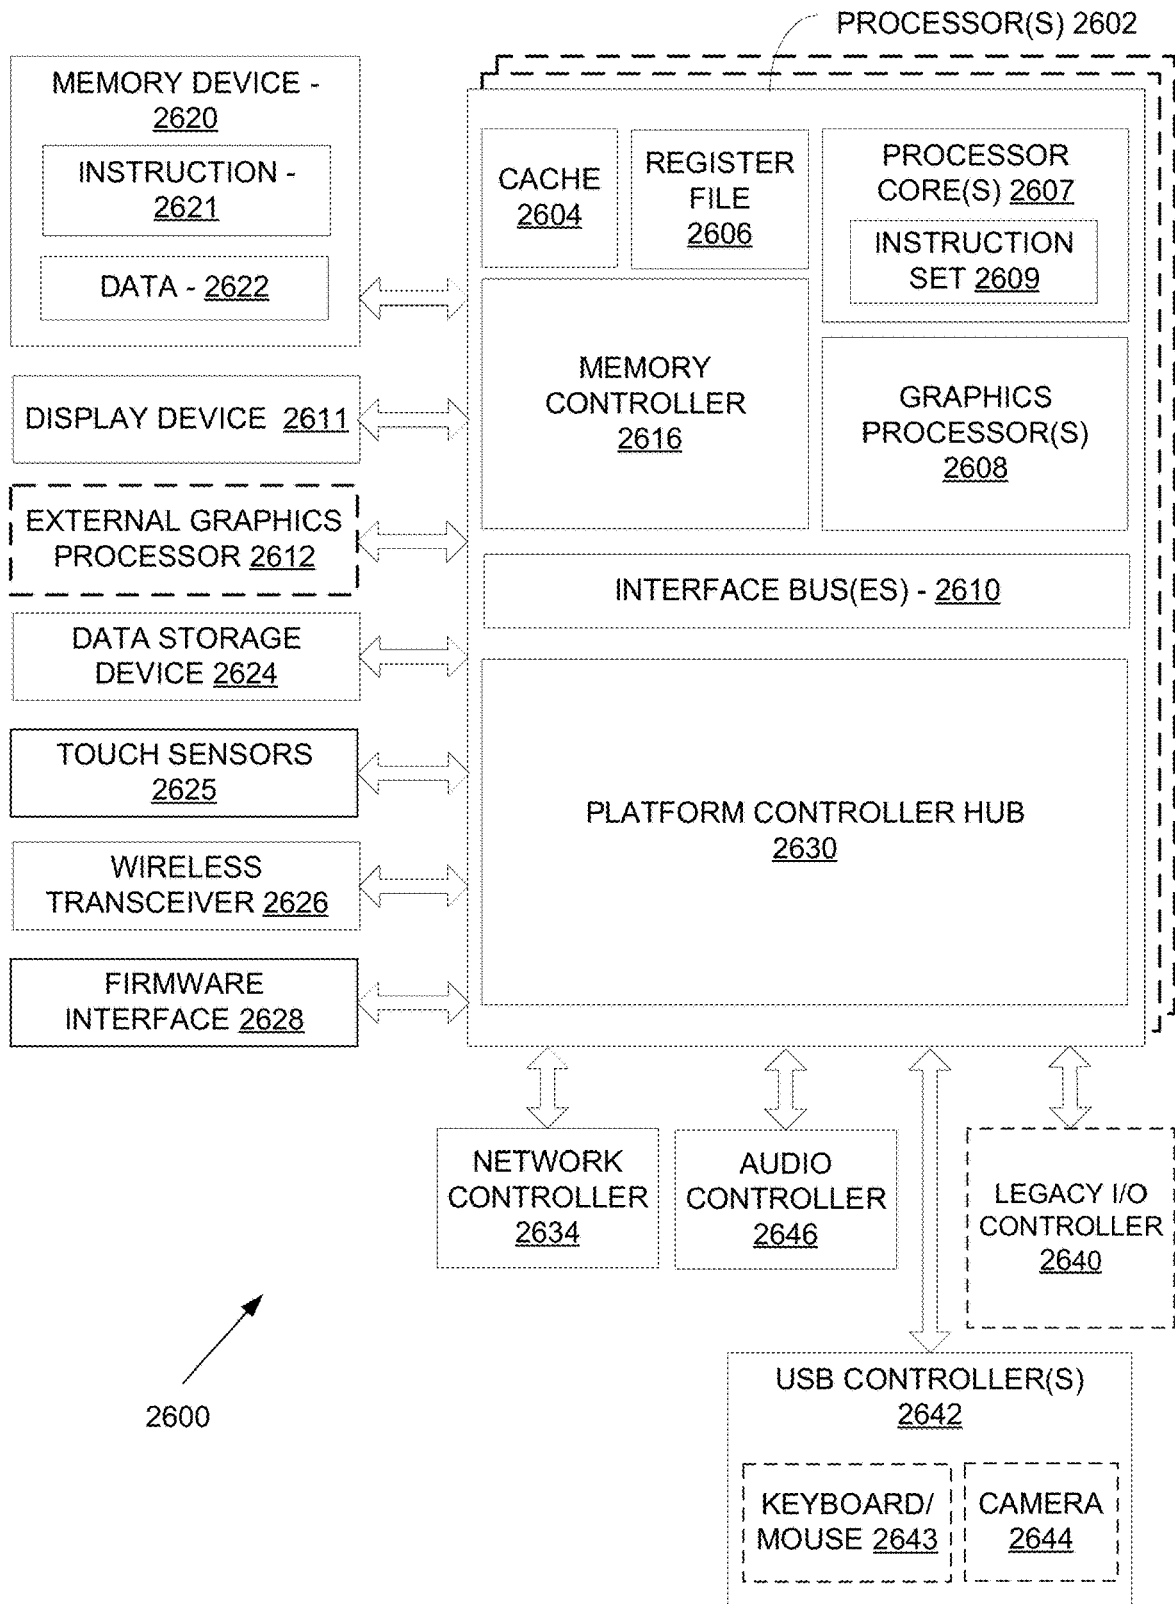 PROCESSOR(S) 2602
MEMORY DEVICE -
2620
INSTRUCTION -
2621
DATA - 2622
DISPLAY DEVICE 2611
EXTERNAL GRAPHICS
PROCESSOR 2612
DATA STORAGE
DEVICE 2624
TOUCH SENSORS
2625
WIRELESS
TRANSCEIVER 2626
FIRMWARE
INTERFACE 2628
CACHE
2604
REGISTER
FILE
2606
PROCESSOR
CORE(S) 2607
INSTRUCTION
SET 2609
MEMORY
CONTROLLER
2616
GRAPHICS
PROCESSOR(S)
2608
INTERFACE BUS(ES) - 2610
PLATFORM CONTROLLER HUB
2630
NETWORK
CONTROLLER
2634
AUDIO
CONTROLLER
2646
LEGACY I/O
CONTROLLER
2640
USB CONTROLLER(S)
2642
KEYBOARD/
MOUSE 2643
CAMERA
2644
2600